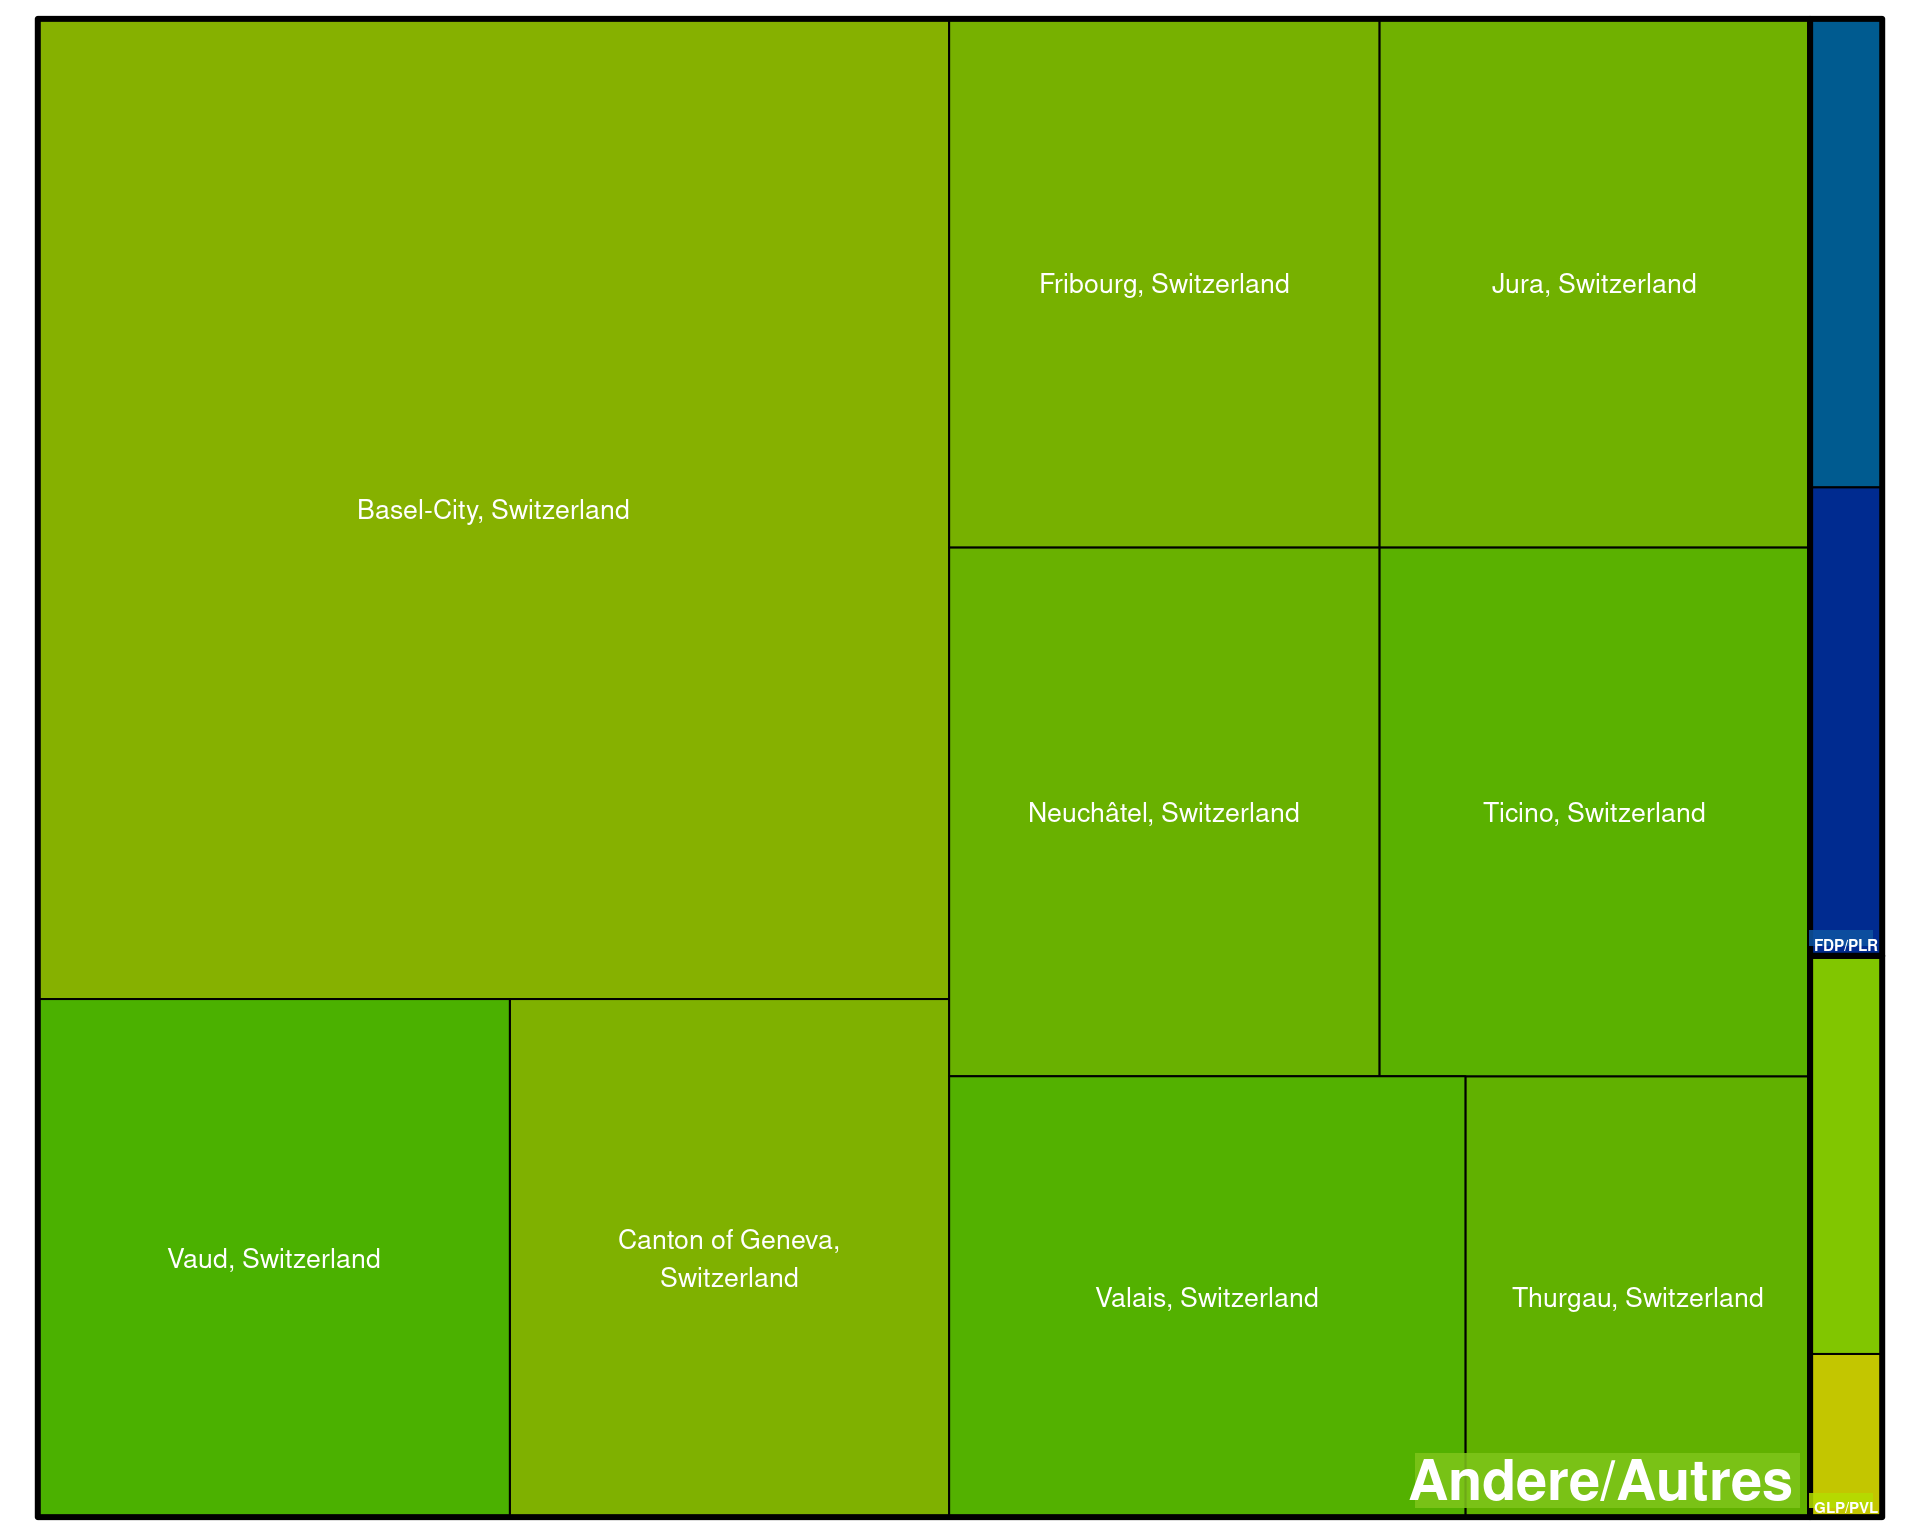 Fribourg, Switzerland
Jura, Switzerland
Basel-City, Switzerland
Neuchâtel, Switzerland
Ticino, Switzerland
FDP/PLR
Vaud, Switzerland
Canton of Geneva,
Switzerland
Valais, Switzerland
Thurgau, Switzerland
Andere/Autres
GLP/PVL